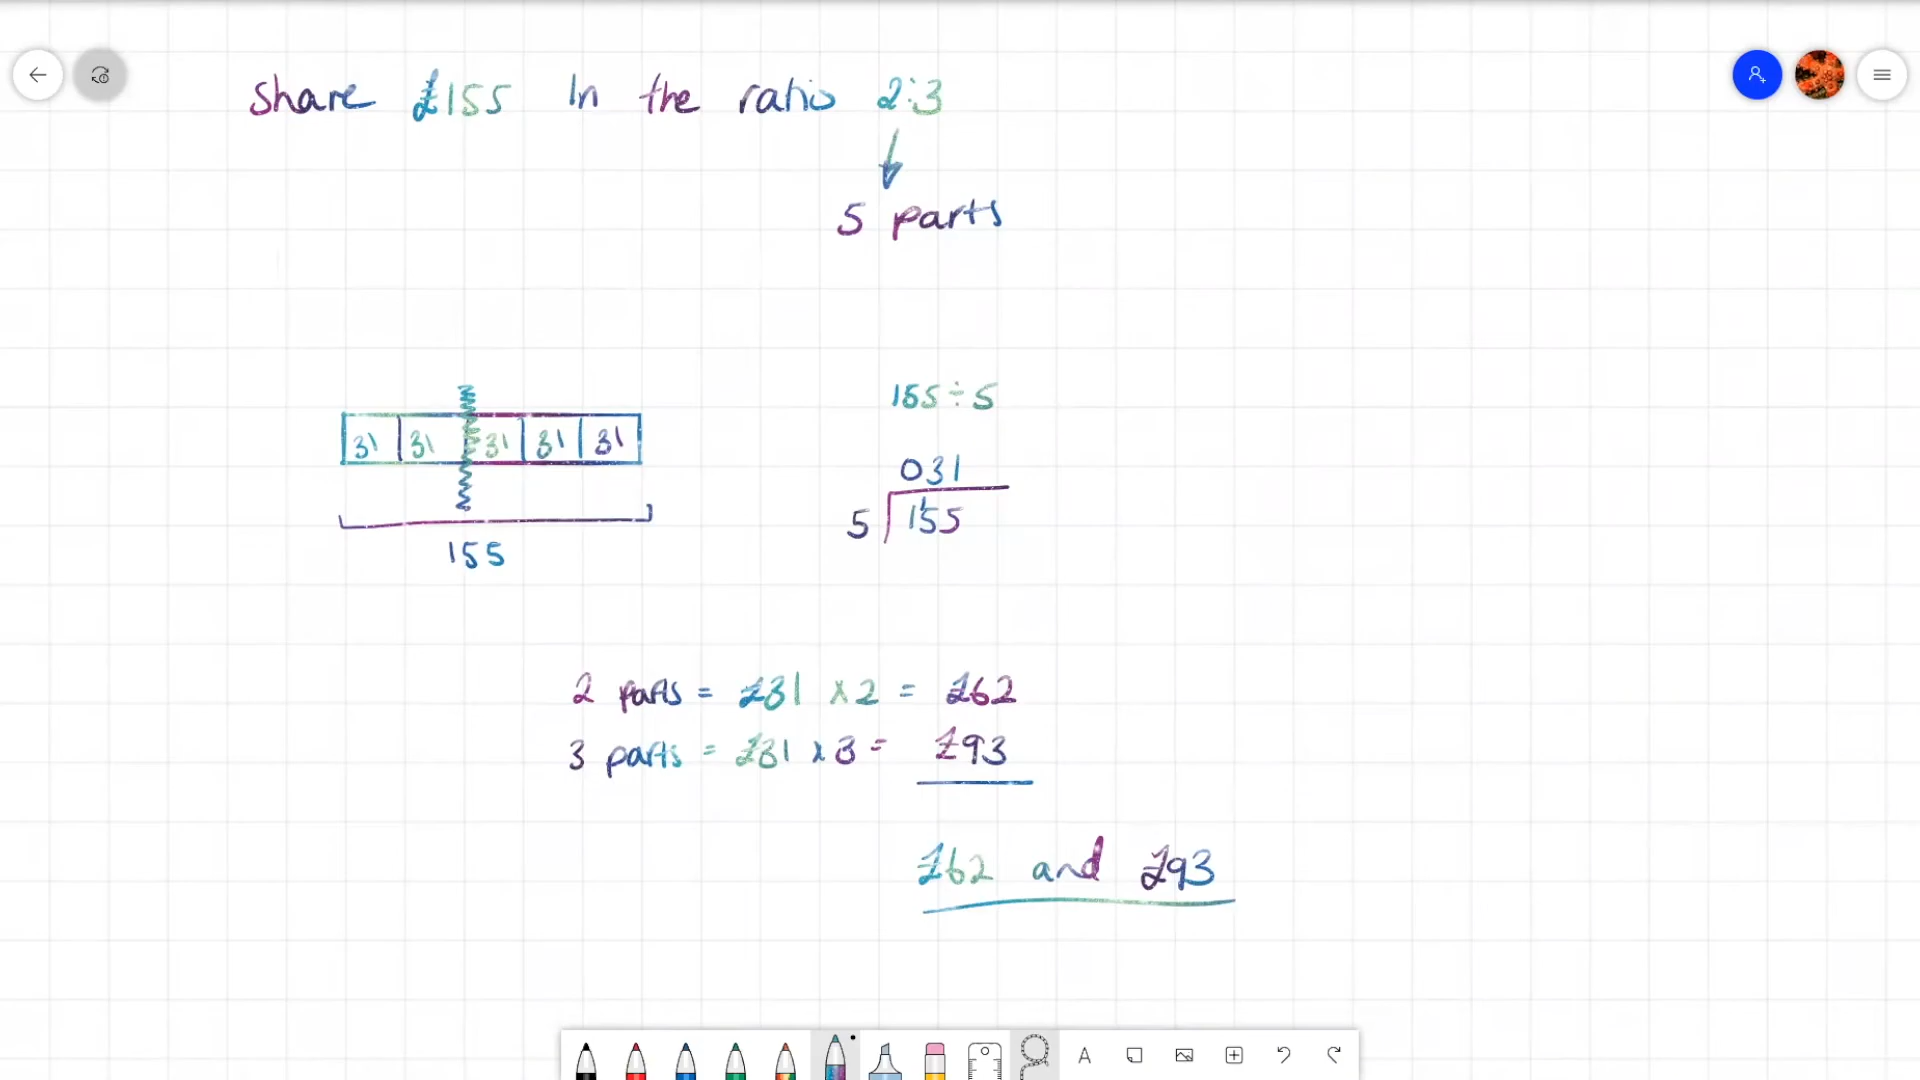 Share £155 in the ratio 2:3
5 parts
31 31 31 31 31
155
155 ÷ 5
031
5 155
2 parts = £31 x 2 = £62
3 parts = £31 x 3 = £93
£62 and £93
A